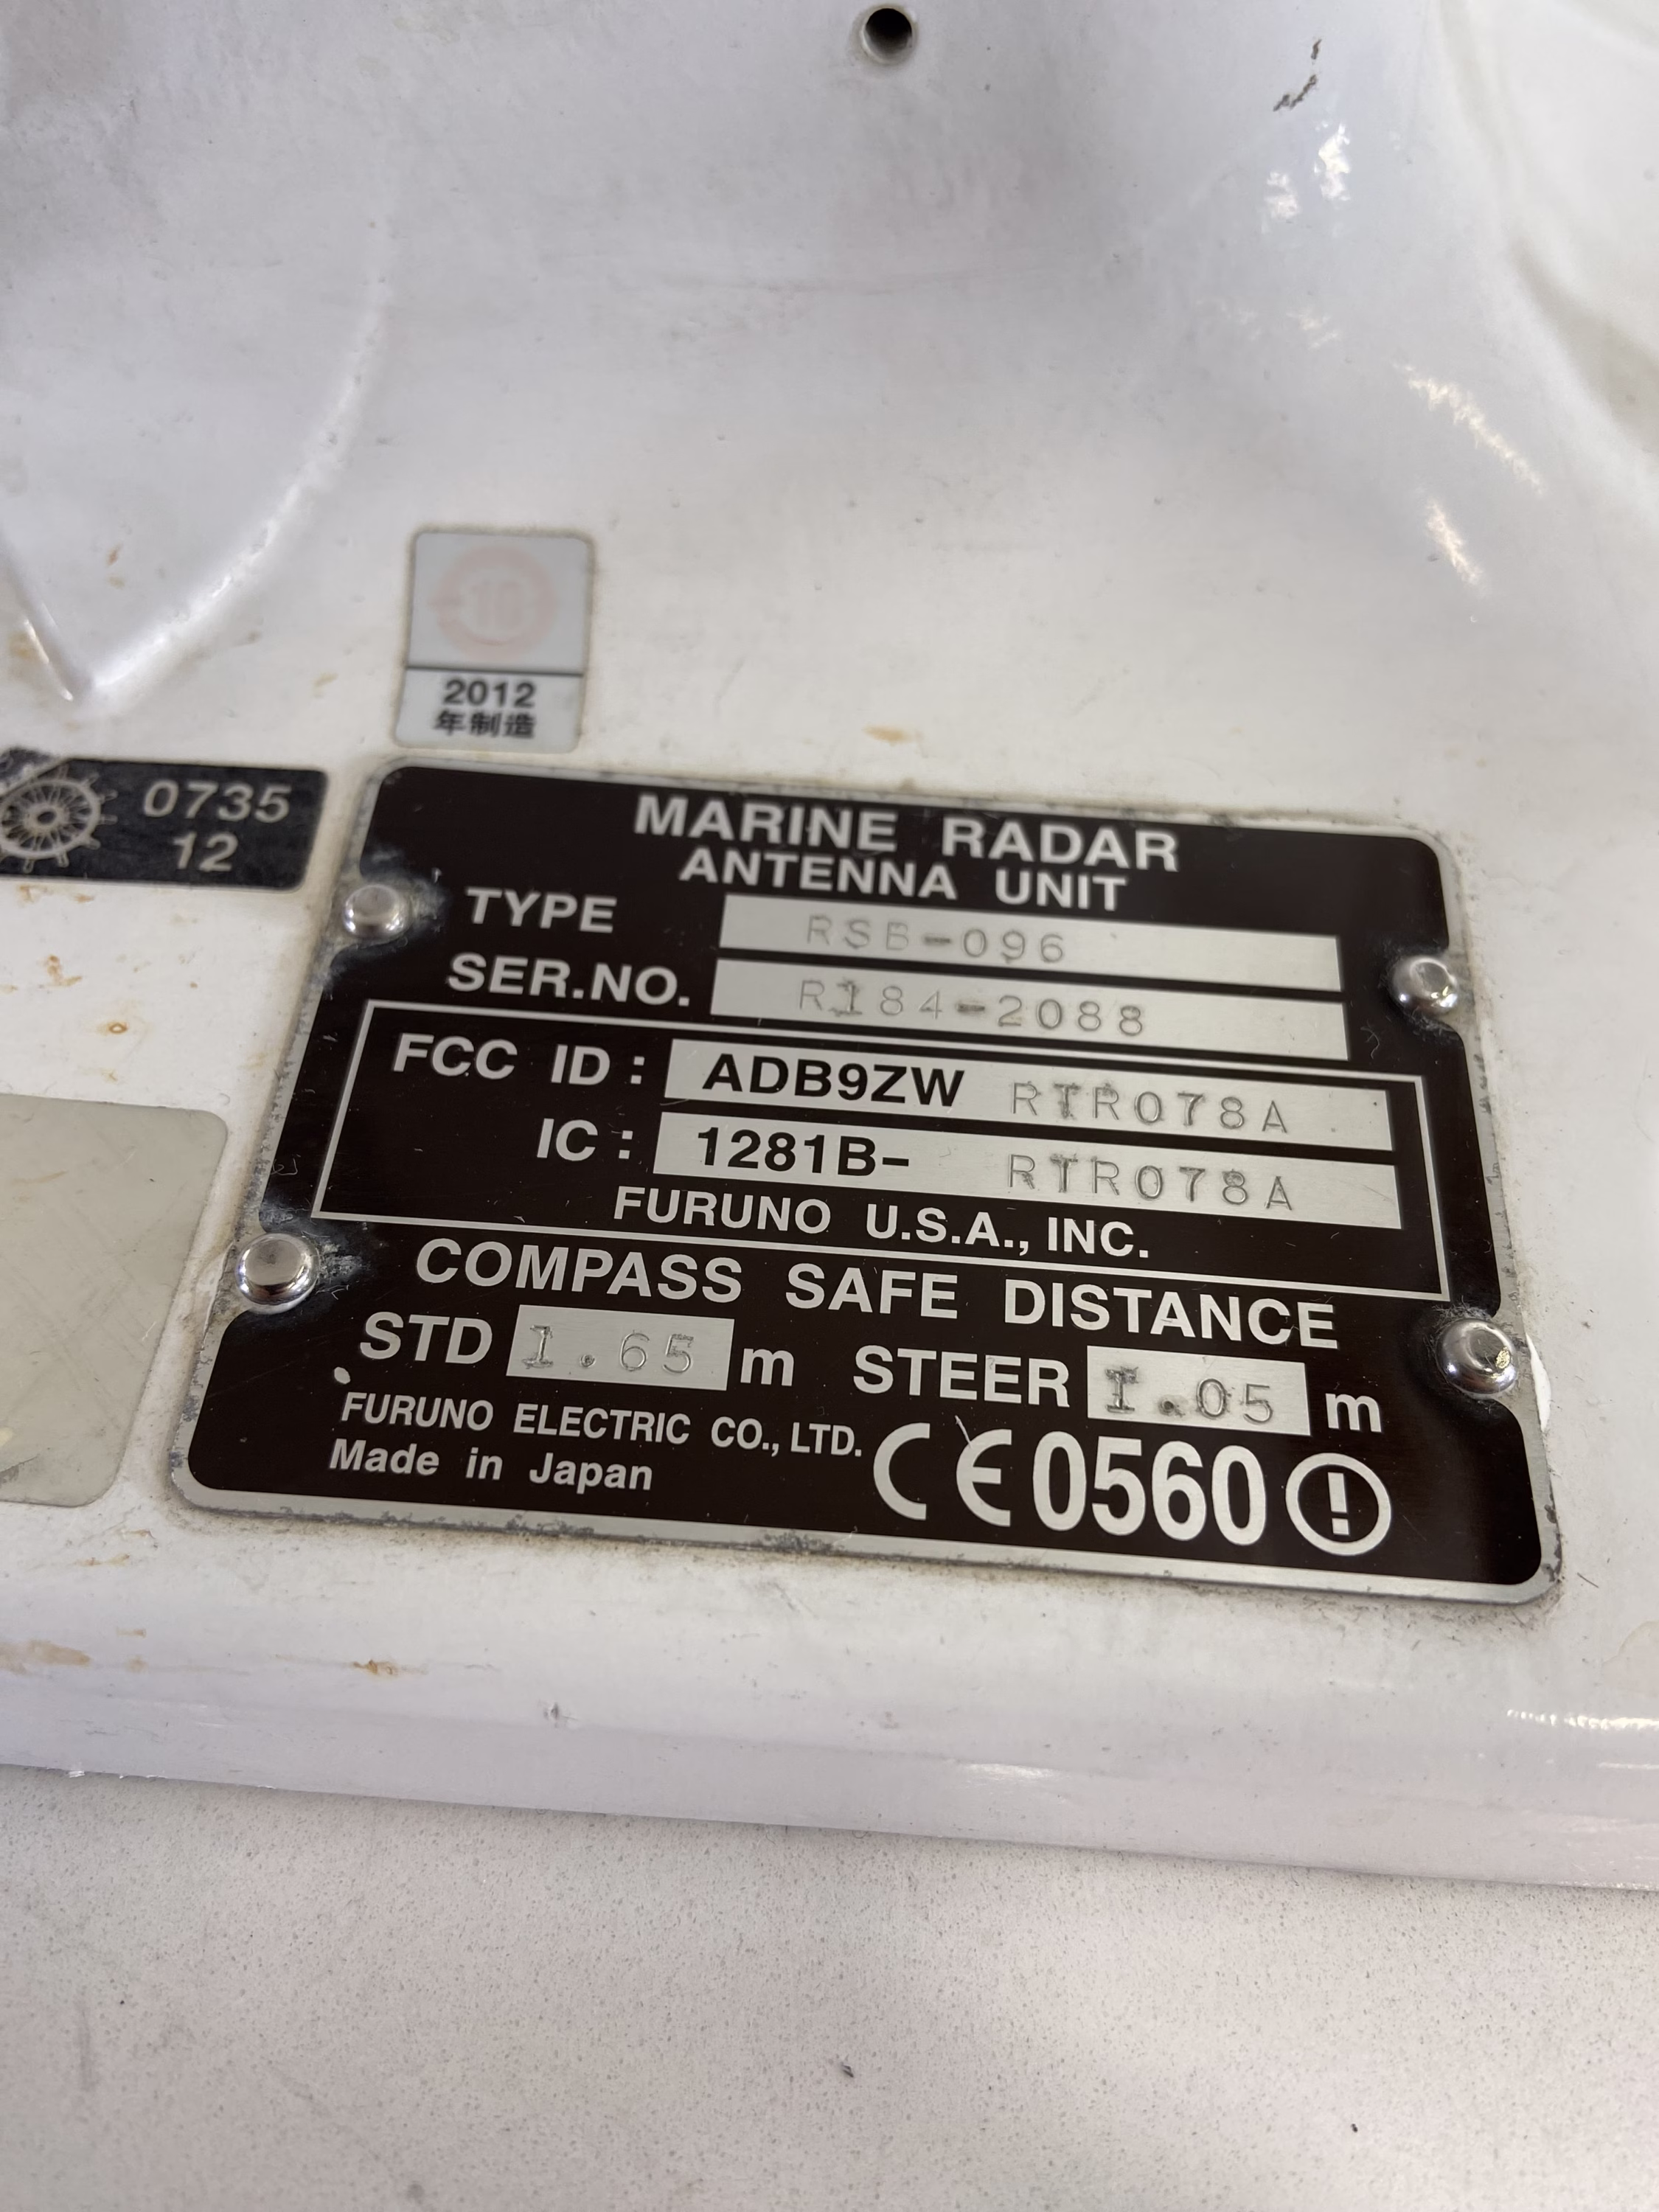 10
2012
年制造
0735
12
MARINE RADAR
ANTENNA UNIT
TYPE RSB-096
SER.NO. R184-2088
FCC ID: ADB9ZW RTR078A
IC: 1281B- RTR078A
FURUNO U.S.A., INC.
COMPASS SAFE DISTANCE
STD 1.65 m STEER 1.05 m
FURUNO ELECTRIC CO., LTD.
Made in Japan
CE0560